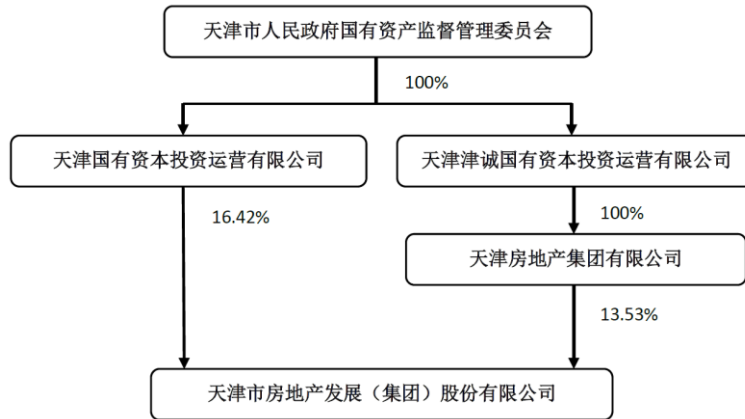 天津市人民政府国有资产监督管理委员会
100%
天津国有资本投资运营有限公司
天津津诚国有资本投资运营有限公司
16.42%
100%
天津房地产集团有限公司
13.53%
天津市房地产发展（集团）股份有限公司